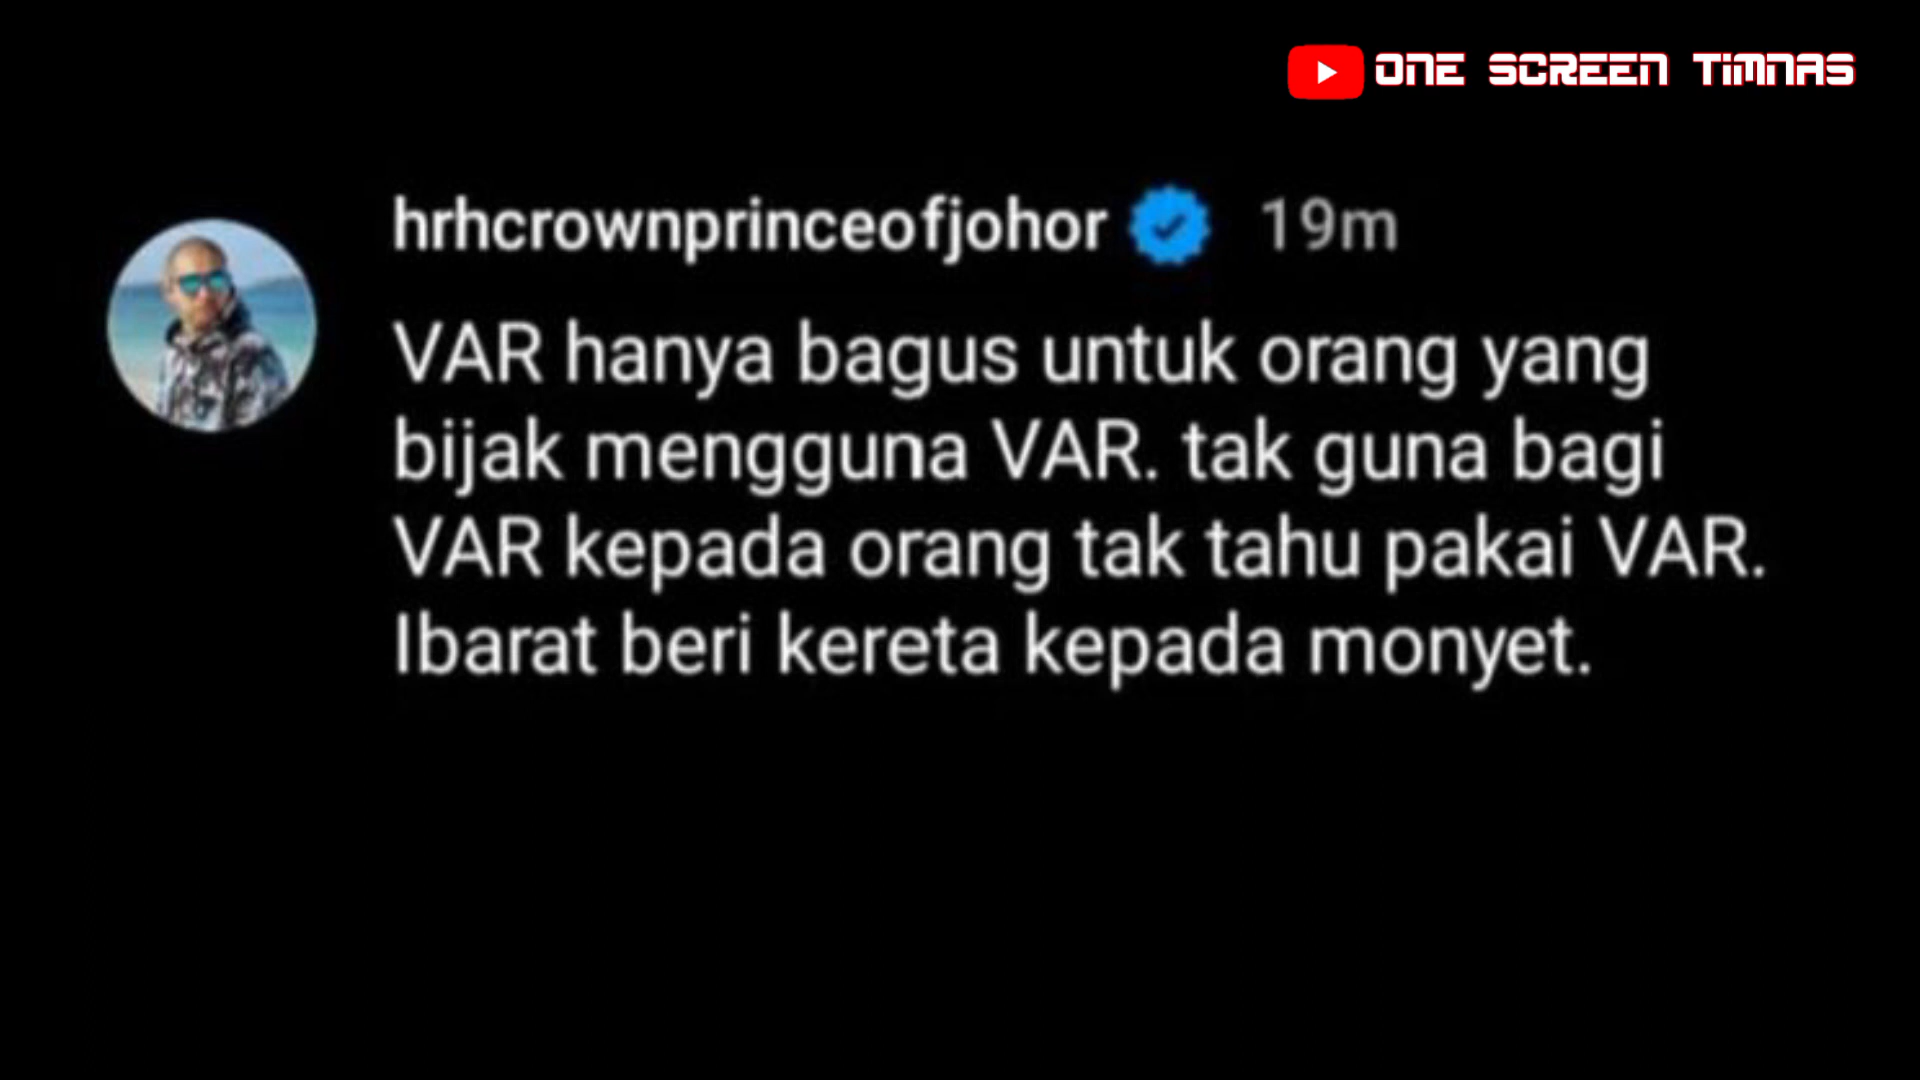 ONE SCREEN TIMNAS
hrhcrownprinceofjohor 19m
VAR hanya bagus untuk orang yang
bijak mengguna VAR. tak guna bagi
VAR kepada orang tak tahu pakai VAR.
Ibarat beri kereta kepada monyet.